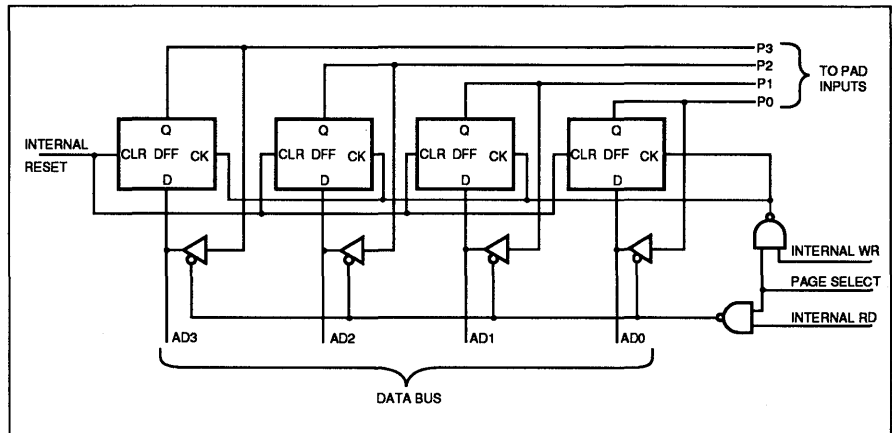 P3
P2
P1
P0
TO PAD
INPUTS
INTERNAL
RESET
Q
CLR DFF CK
D
Q
CLR DFF CK
D
Q
CLR DFF CK
D
Q
CLR DFF CK
D
INTERNAL WR
PAGE SELECT
INTERNAL RD
AD3
AD2
AD1
AD0
DATA BUS